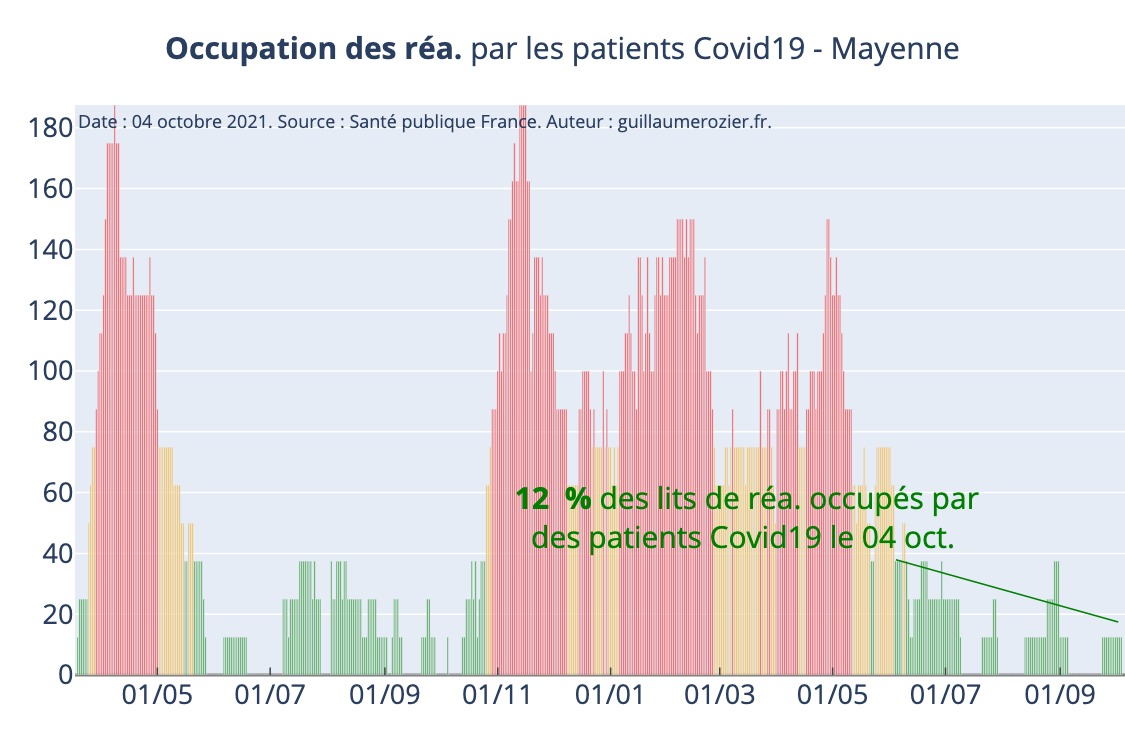 Occupation des réa. par les patients Covid19 - Mayenne
Date : 04 octobre 2021. Source : Santé publique France. Auteur : guillaumerozier.fr.
180
160
140
120
100
80
60
40
20
0
12 % des lits de réa. occupés par
des patients Covid19 le 04 oct.
01/05 01/07 01/09 01/11 01/01 01/03 01/05 01/07 01/09